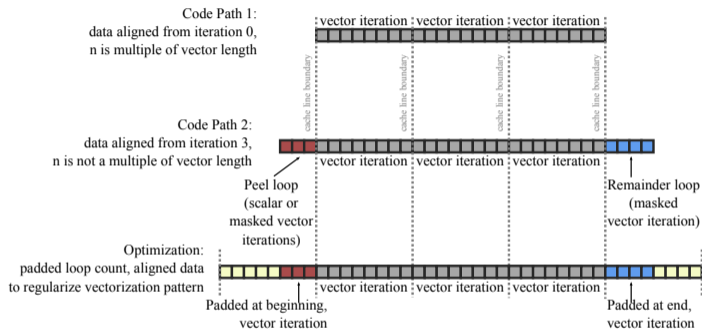 Code Path 1:
data aligned from iteration 0,
n is multiple of vector length
vector iteration vector iteration vector iteration
cache line boundary
cache line boundary
cache line boundary
cache line boundary
Code Path 2:
data aligned from iteration 3,
n is not a multiple of vector length
vector iteration vector iteration vector iteration
Peel loop
(scalar or
masked vector
iterations)
Remainder loop
(masked
vector iteration)
Optimization:
padded loop count, aligned data
to regularize vectorization pattern
vector iteration vector iteration vector iteration
Padded at beginning,
vector iteration
Padded at end,
vector iteration